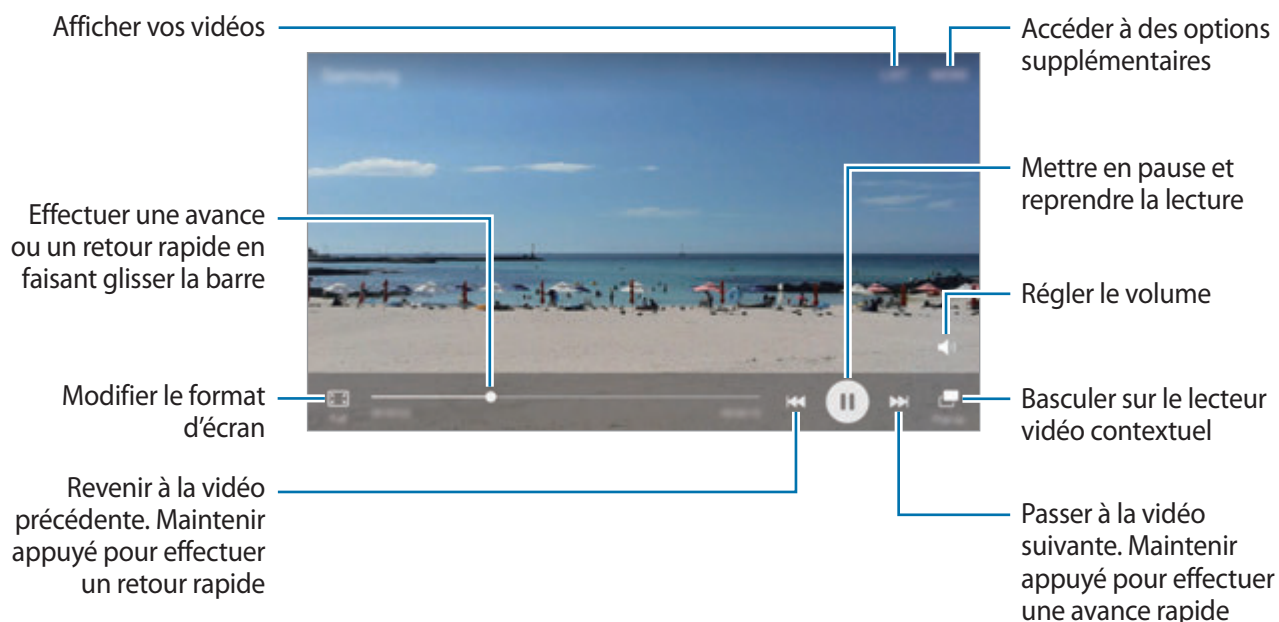 Afficher vos vidéos
Accéder à des options
supplémentaires
Mettre en pause et
reprendre la lecture
Effectuer une avance
ou un retour rapide en
faisant glisser la barre
Régler le volume
Modifier le format
d'écran
Basculer sur le lecteur
vidéo contextuel
Revenir à la vidéo
précédente. Maintenir
appuyé pour effectuer
un retour rapide
Passer à la vidéo
suivante. Maintenir
appuyé pour effectuer
une avance rapide
Samsung